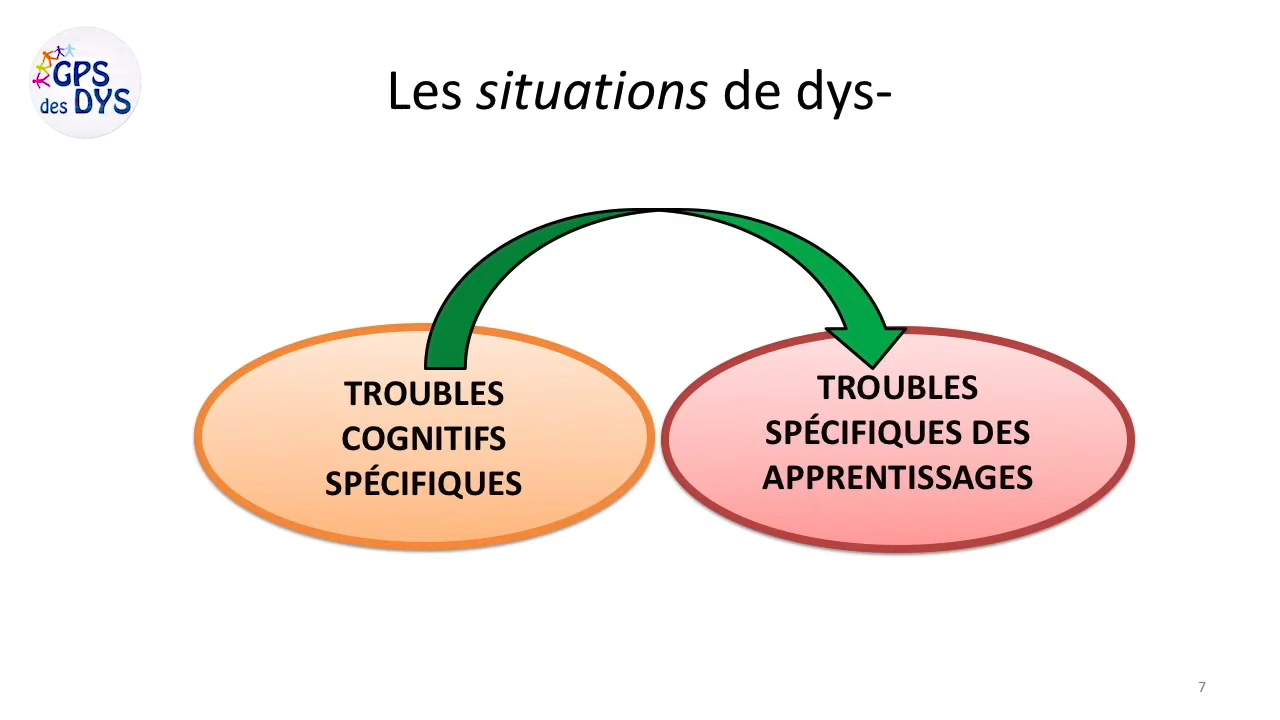 GPS
des DYS
Les situations de dys-
TROUBLES
COGNITIFS
SPÉCIFIQUES
TROUBLES
SPÉCIFIQUES DES
APPRENTISSAGES
7